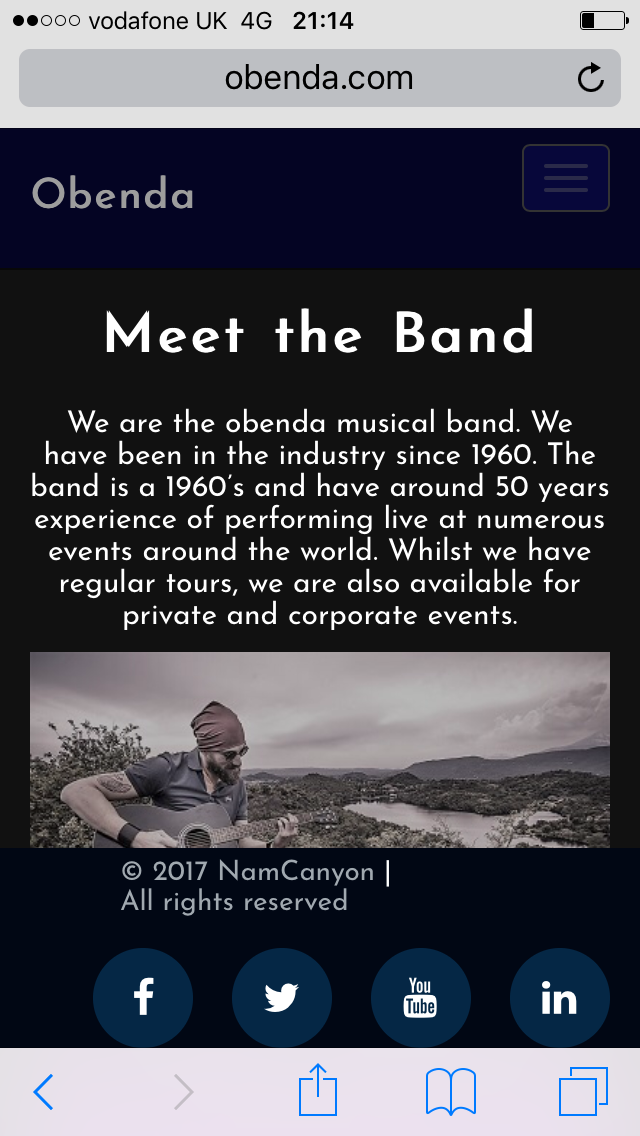 vodafone UK 4G 21:14
obenda.com
Obenda
Meet the Band
We are the obenda musical band. We
have been in the industry since 1960. The
band is a 1960's and have around 50 years
experience of performing live at numerous
events around the world. Whilst we have
regular tours, we are also available for
private and corporate events.
© 2017 NamCanyon |
All rights reserved
f You Tube in